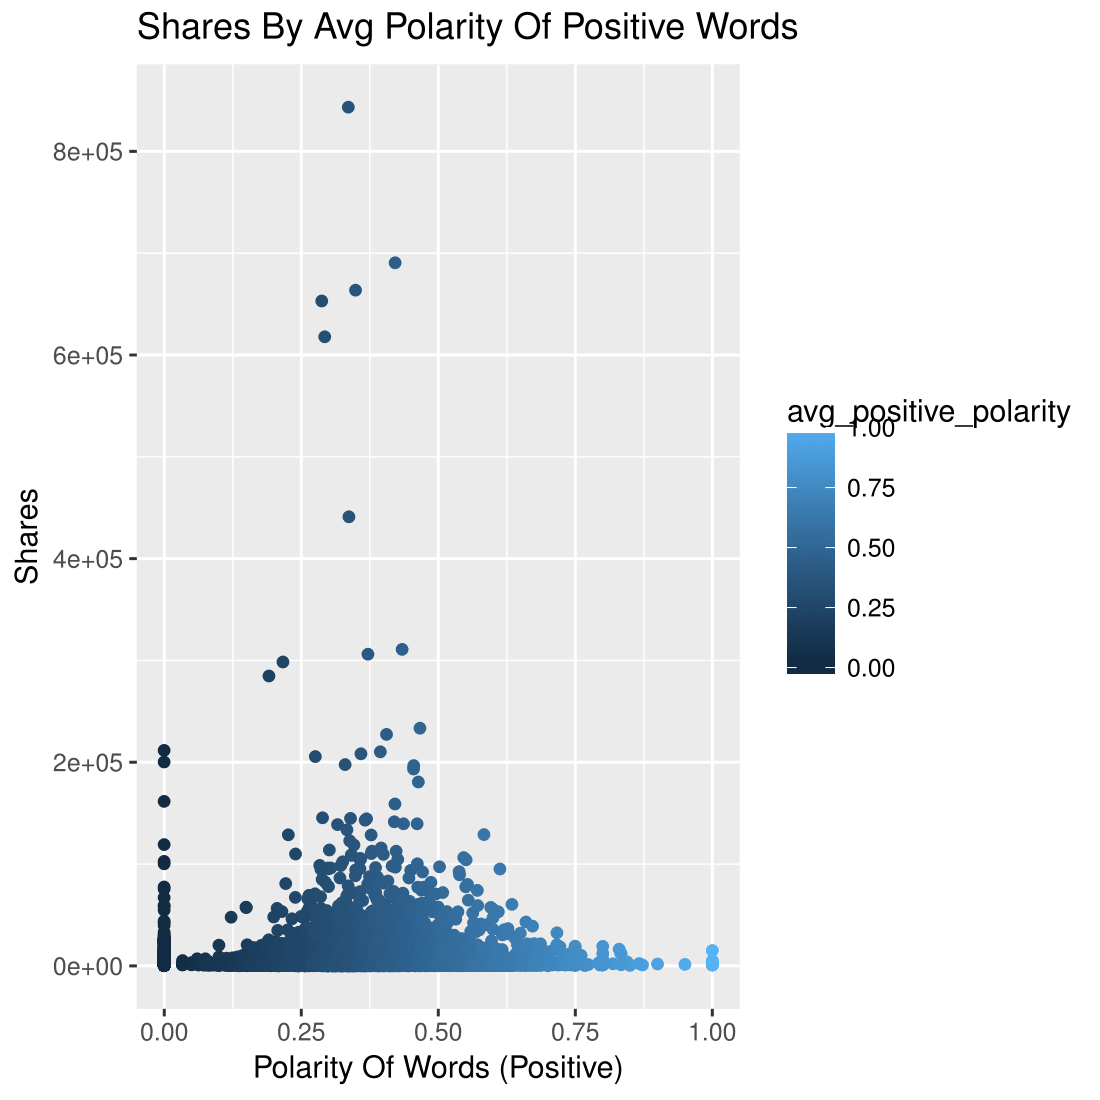 Shares By Avg Polarity Of Positive Words
8e+05
6e+05
4e+05
2e+05
0e+00
Shares
0.00 0.25 0.50 0.75 1.00
Polarity Of Words (Positive)
avg_positive_polarity
1.00
0.75
0.50
0.25
0.00